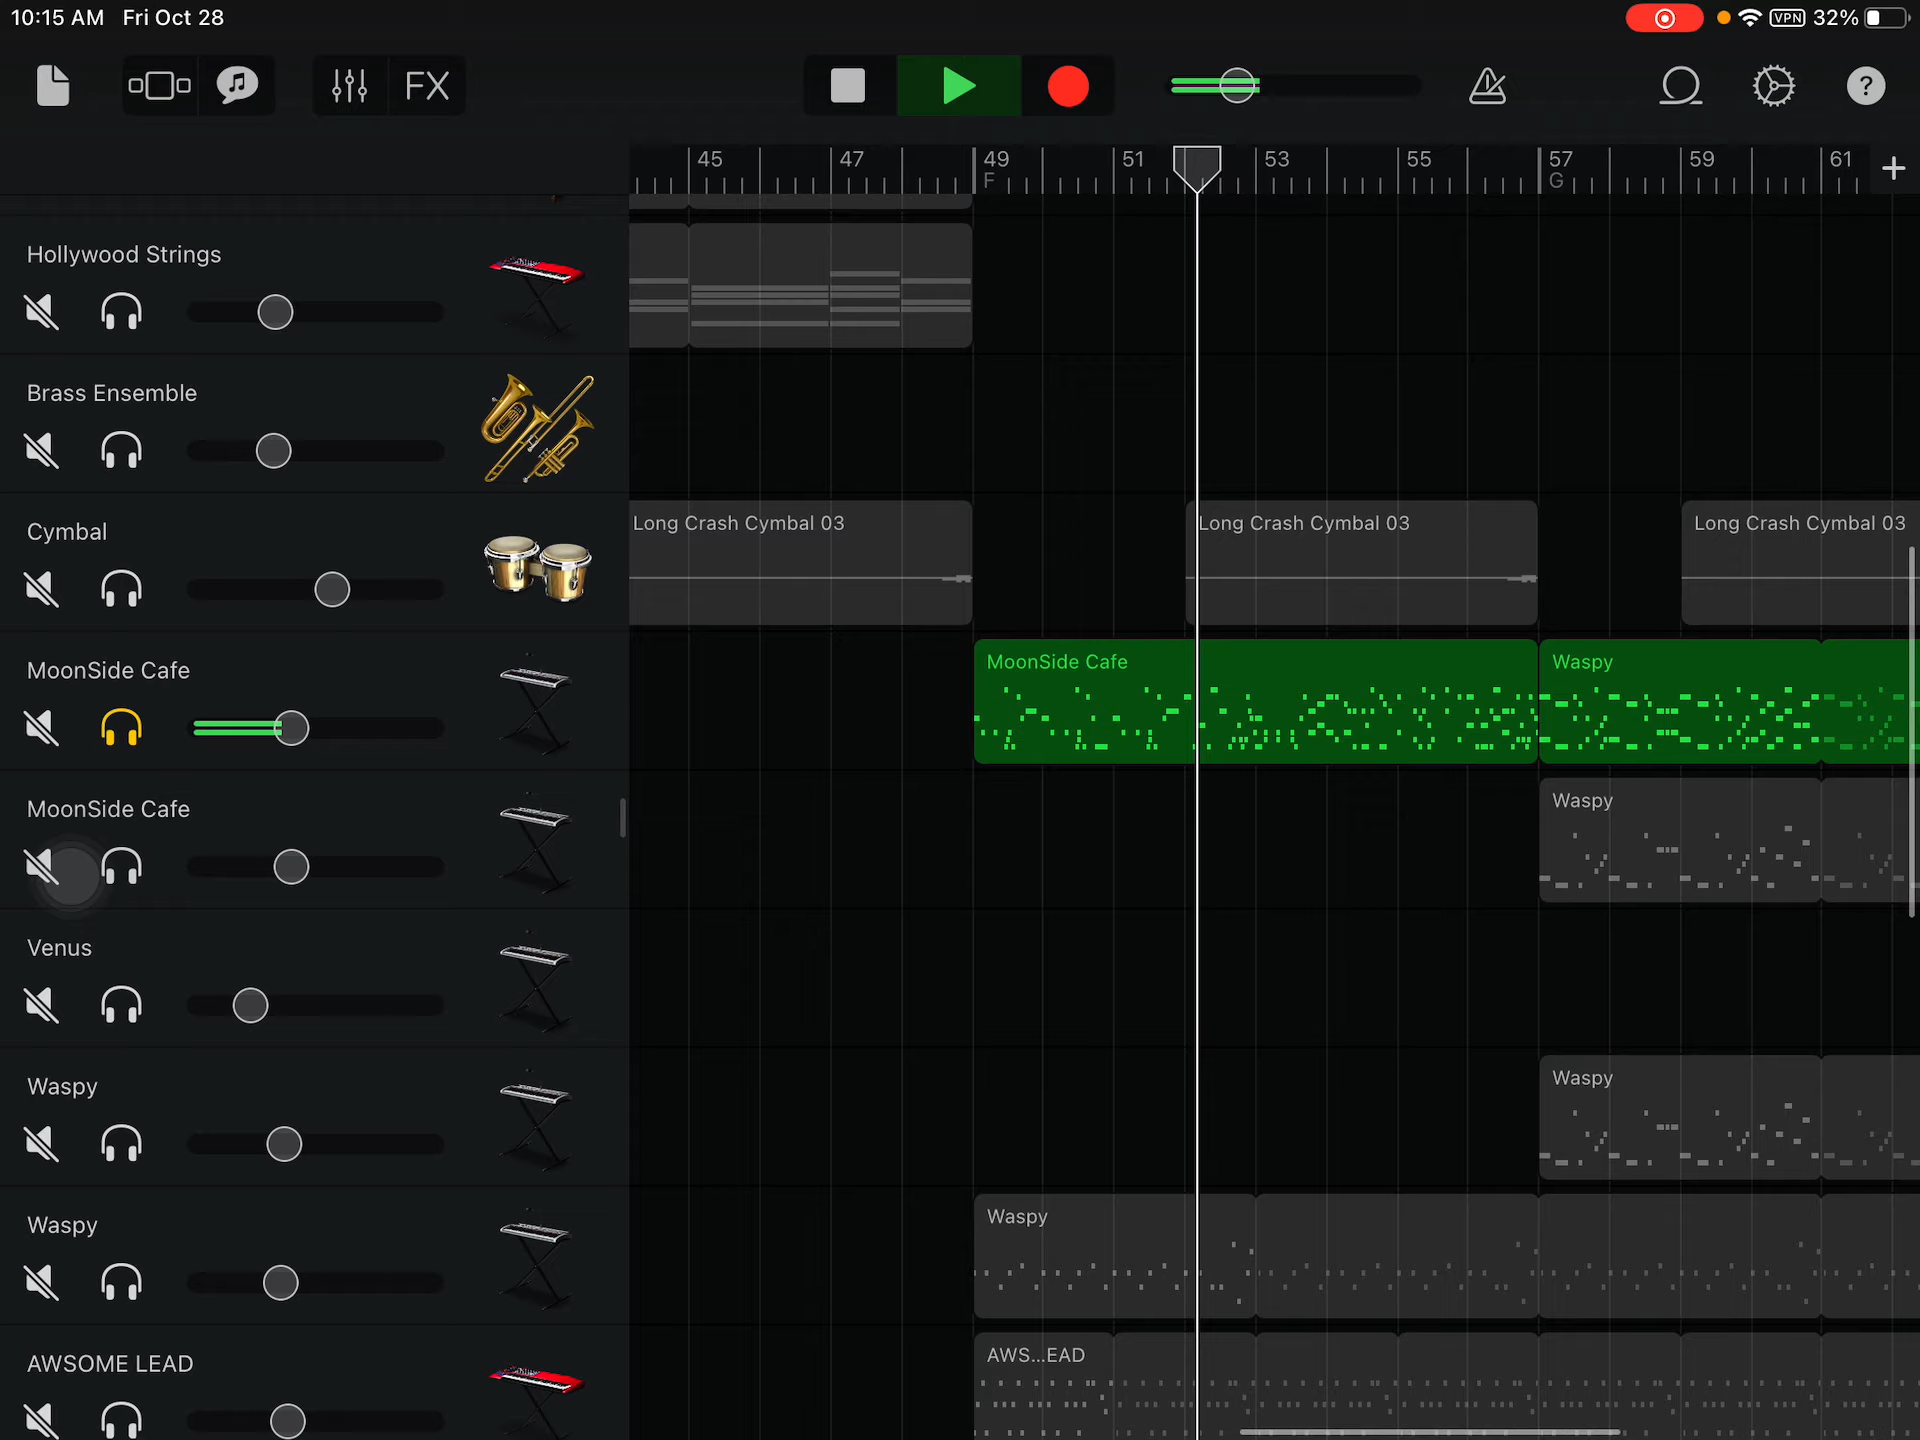 10:15 AM Fri Oct 28
VPN 32%
FX
?
45 47 49 51 53 55 57 59 61 +
F G
Hollywood Strings
Brass Ensemble
Cymbal
Long Crash Cymbal 03
Long Crash Cymbal 03
Long Crash Cymbal 03
MoonSide Cafe
MoonSide Cafe
Waspy
MoonSide Cafe
Waspy
Venus
Waspy
Waspy
Waspy
Waspy
AWSOME LEAD
AWS...EAD